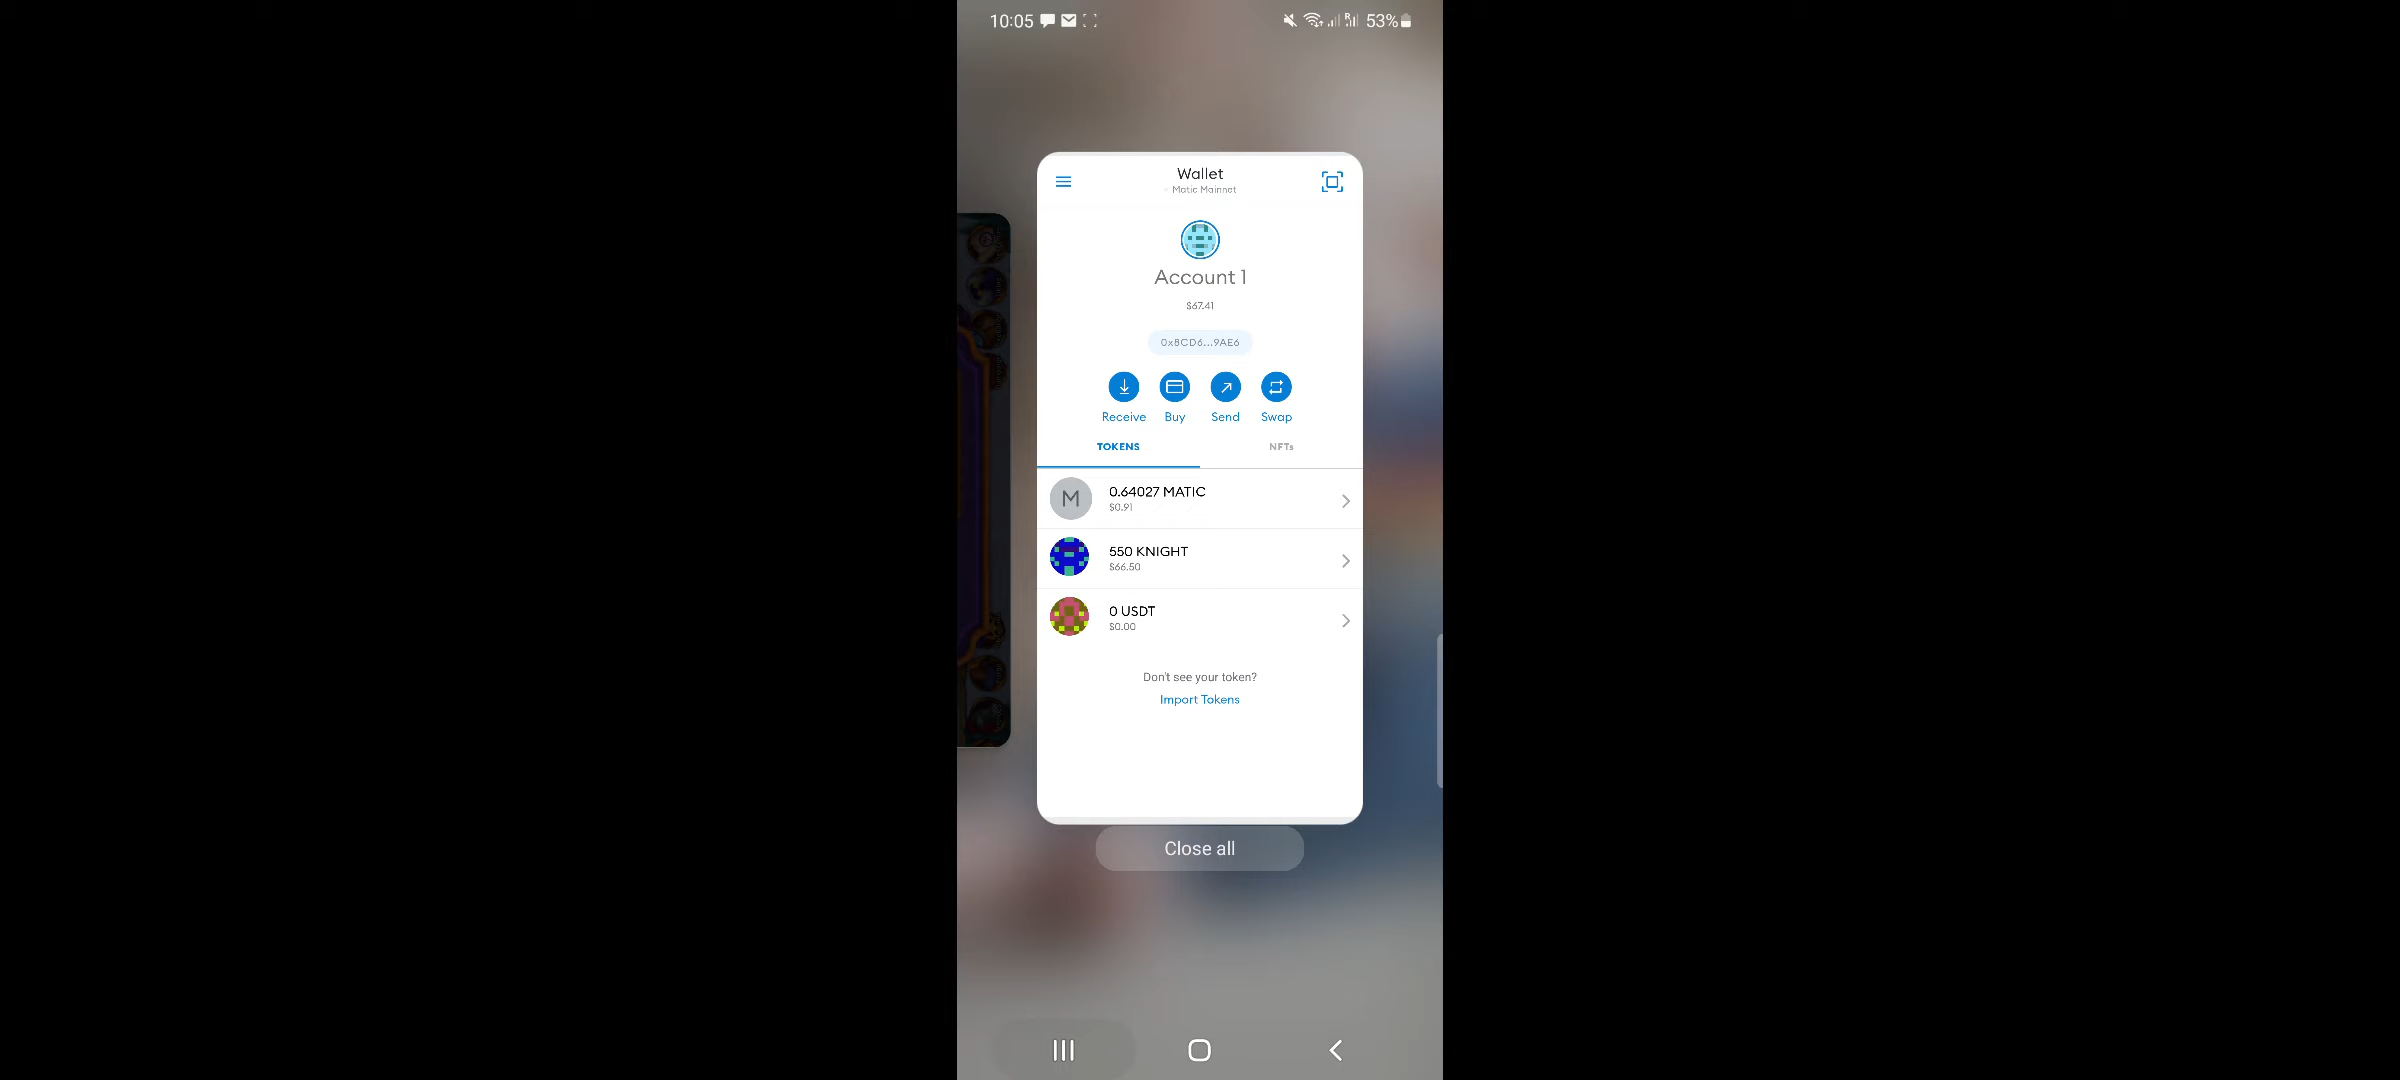 10:05
53%
Wallet
Matic Mainnet
Account 1
$67.41
0x8CD6...9AE6
Receive Buy Send Swap
TOKENS NFTs
M
0.64027 MATIC
$0.91
550 KNIGHT
$66.50
0 USDT
$0.00
Don't see your token?
Import Tokens
Close all